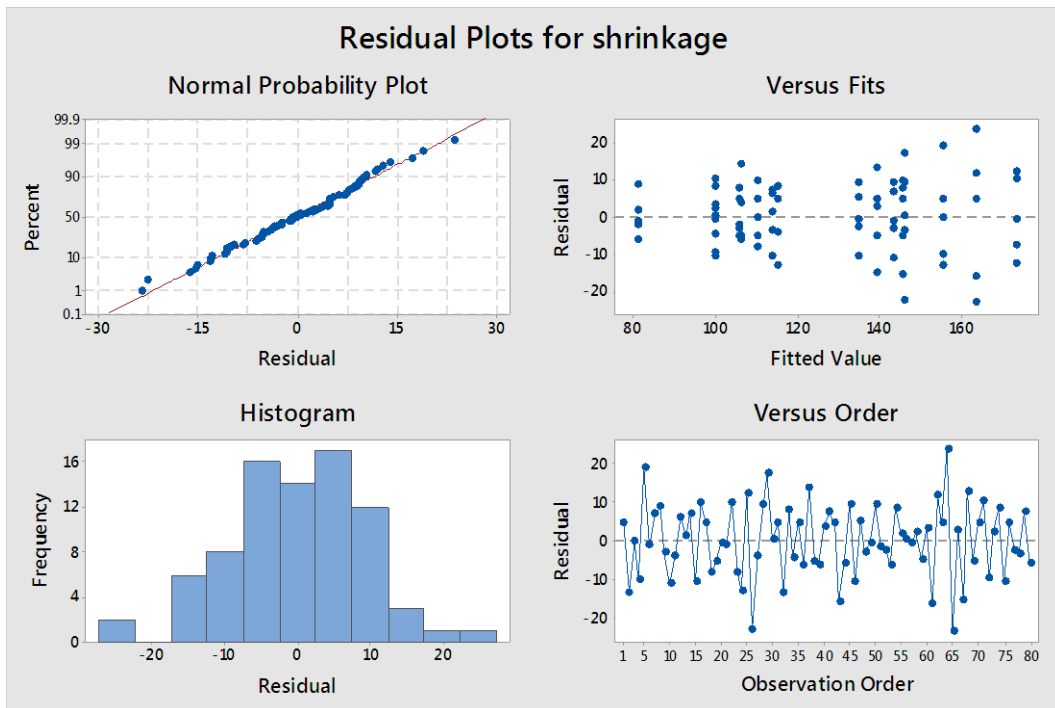 Residual Plots for shrinkage
Normal Probability Plot
99.9
99
90
50
10
1
0.1
Percent
-30 -15 0 15 30
Residual
Versus Fits
20
10
0
-10
-20
Residual
80 100 120 140 160
Fitted Value
Histogram
16
12
8
4
0
Frequency
-20 -10 0 10 20
Residual
Versus Order
20
10
0
-10
-20
Residual
1 5 10 15 20 25 30 35 40 45 50 55 60 65 70 75 80
Observation Order